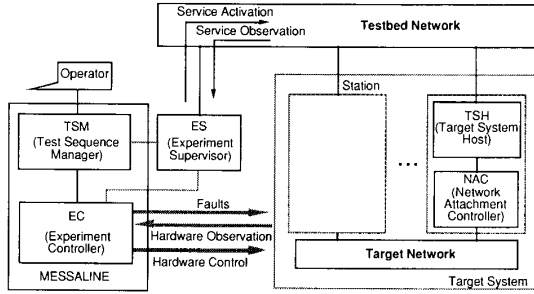 Service Activation
Service Observation
Testbed Network
Operator
Station
TSM
(Test Sequence
Manager)
ES
(Experiment
Supervisor)
TSH
(Target System
Host)
...
NAC
(Network
Attachment
Controller)
EC
(Experiment
Controller)
Faults
Hardware Observation
Hardware Control
Target Network
MESSALINE
Target System